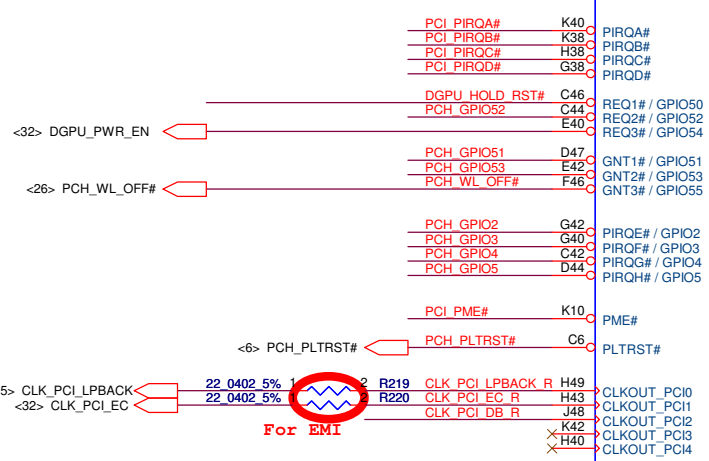 PCI_PIRQA# K40 PIRQA#
PCI_PIRQB# K38 PIRQB#
PCI_PIRQC# H38 PIRQC#
PCI_PIRQD# G38 PIRQD#
DGPU_HOLD_RST# C46 REQ1# / GPIO50
PCH_GPIO52 C44 REQ2# / GPIO52
<32> DGPU_PWR_EN E40 REQ3# / GPIO54
PCH_GPIO51 D47 GNT1# / GPIO51
PCH_GPIO53 E42 GNT2# / GPIO53
<26> PCH_WL_OFF# PCH_WL_OFF# F46 GNT3# / GPIO55
PCH_GPIO2 G42 PIRQE# / GPIO2
PCH_GPIO3 G40 PIRQF# / GPIO3
PCH_GPIO4 C42 PIRQG# / GPIO4
PCH_GPIO5 D44 PIRQH# / GPIO5
PCI_PME# K10 PME#
<6> PCH_PLTRST# PCH_PLTRST# C6 PLTRST#
5> CLK_PCI_LPBACK 22_0402_5% 1 2 R219 CLK_PCI_LPBACK_R H49 CLKOUT_PCI0
<32> CLK_PCI_EC 22_0402_5% 1 2 R220 CLK_PCI_EC_R H43 CLKOUT_PCI1
CLK_PCI_DB_R J48 CLKOUT_PCI2
K42 CLKOUT_PCI3
H40 CLKOUT_PCI4
For EMI